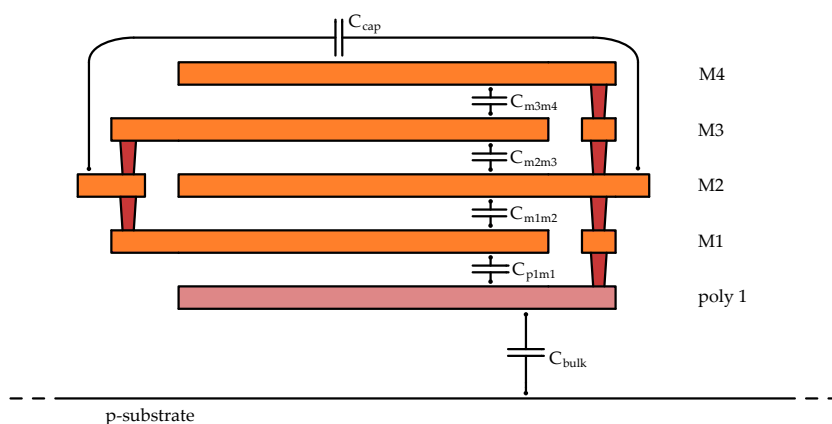 C_cap
M4
C_m3m4
M3
C_m2m3
M2
C_m1m2
M1
C_p1m1
poly 1
C_bulk
p-substrate